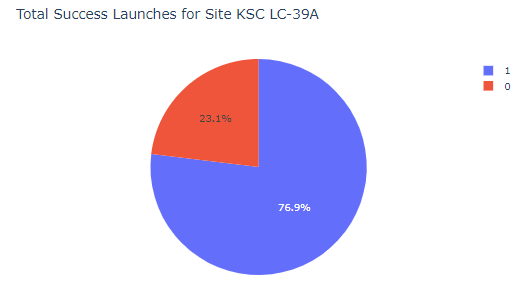 Total Success Launches for Site KSC LC-39A
1
0
23.1%
76.9%